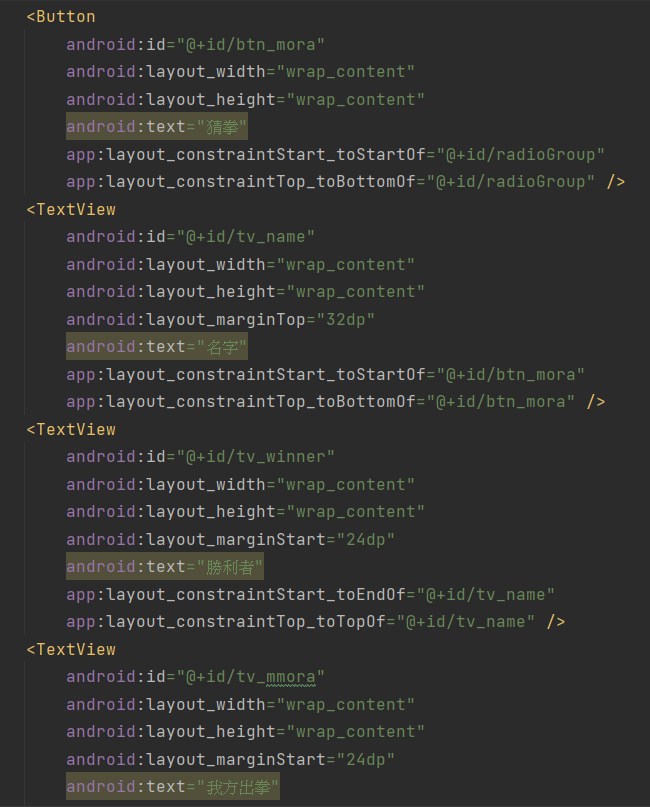 <Button
android:id="@+id/btn_mora"
android:layout_width="wrap_content"
android:layout_height="wrap_content"
android:text="猜拳"
app:layout_constraintStart_toStartOf="@+id/radioGroup"
app:layout_constraintTop_toBottomOf="@+id/radioGroup" />
<TextView
android:id="@+id/tv_name"
android:layout_width="wrap_content"
android:layout_height="wrap_content"
android:layout_marginTop="32dp"
android:text="名字"
app:layout_constraintStart_toStartOf="@+id/btn_mora"
app:layout_constraintTop_toBottomOf="@+id/btn_mora" />
<TextView
android:id="@+id/tv_winner"
android:layout_width="wrap_content"
android:layout_height="wrap_content"
android:layout_marginStart="24dp"
android:text="勝利者"
app:layout_constraintStart_toEndOf="@+id/tv_name"
app:layout_constraintTop_toTopOf="@+id/tv_name" />
<TextView
android:id="@+id/tv_mmora"
android:layout_width="wrap_content"
android:layout_height="wrap_content"
android:layout_marginStart="24dp"
android:text="我方出拳"